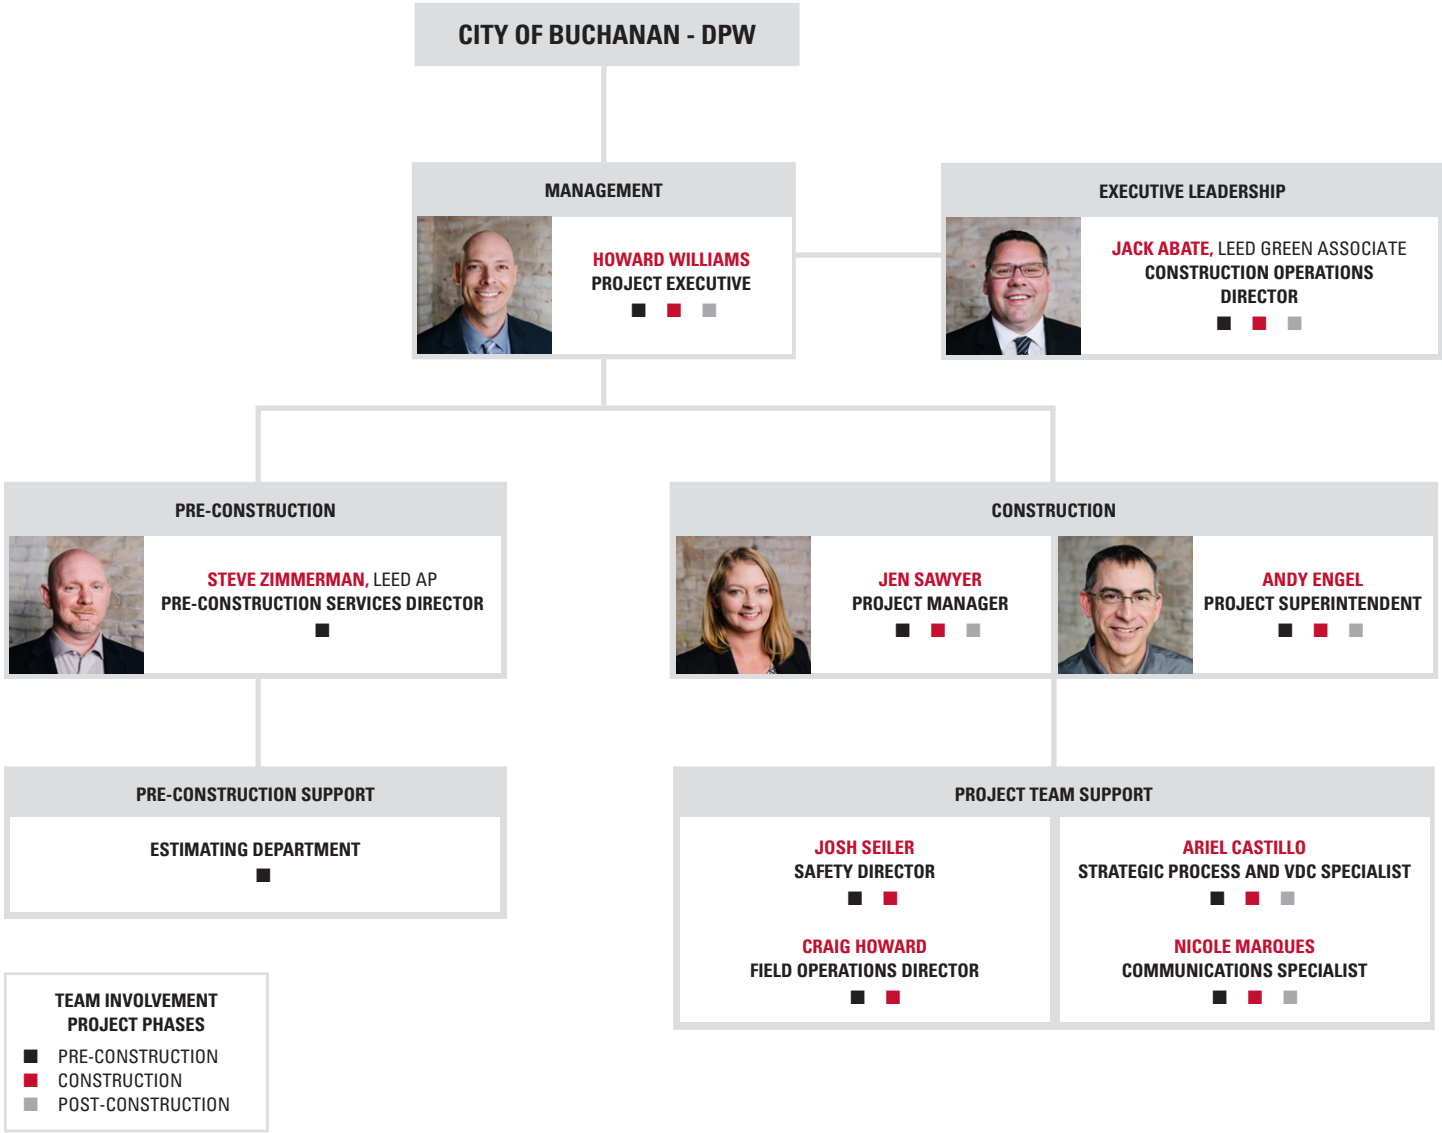 CITY OF BUCHANAN - DPW
MANAGEMENT
HOWARD WILLIAMS
PROJECT EXECUTIVE
EXECUTIVE LEADERSHIP
JACK ABATE, LEED GREEN ASSOCIATE
CONSTRUCTION OPERATIONS
DIRECTOR
PRE-CONSTRUCTION
STEVE ZIMMERMAN, LEED AP
PRE-CONSTRUCTION SERVICES DIRECTOR
CONSTRUCTION
JEN SAWYER
PROJECT MANAGER
ANDY ENGEL
PROJECT SUPERINTENDENT
PRE-CONSTRUCTION SUPPORT
ESTIMATING DEPARTMENT
PROJECT TEAM SUPPORT
JOSH SEILER
SAFETY DIRECTOR
CRAIG HOWARD
FIELD OPERATIONS DIRECTOR
ARIEL CASTILLO
STRATEGIC PROCESS AND VDC SPECIALIST
NICOLE MARQUES
COMMUNICATIONS SPECIALIST
TEAM INVOLVEMENT
PROJECT PHASES
PRE-CONSTRUCTION
CONSTRUCTION
POST-CONSTRUCTION